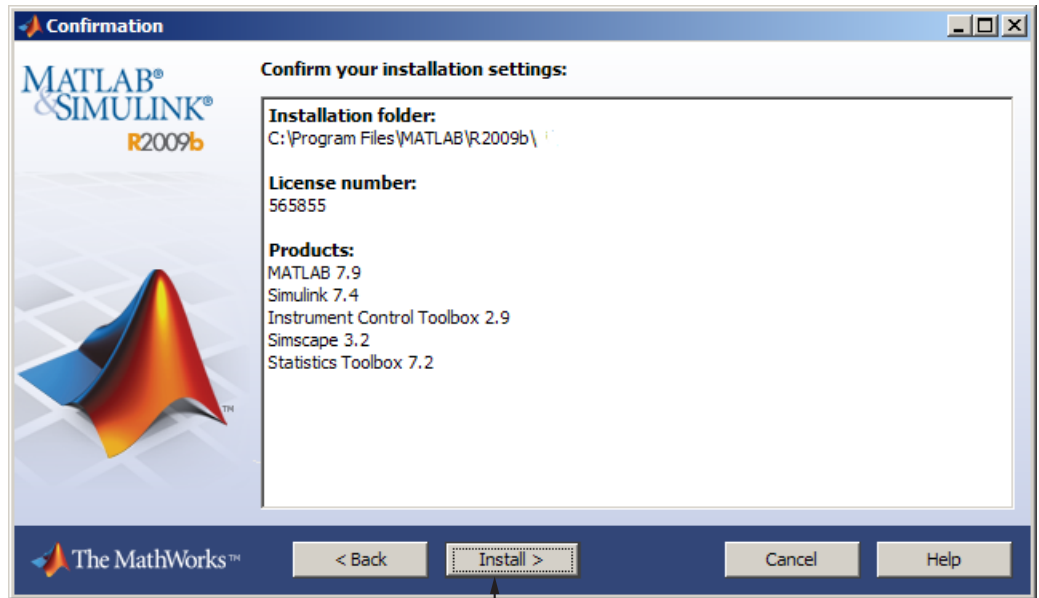 Confirmation
MATLAB®
&SIMULINK®
R2009b
Confirm your installation settings:
Installation folder:
C:\Program Files\MATLAB\R2009b\
License number:
565855
Products:
MATLAB 7.9
Simulink 7.4
Instrument Control Toolbox 2.9
Simscape 3.2
Statistics Toolbox 7.2
TM
The MathWorks™
< Back
Install >
Cancel
Help